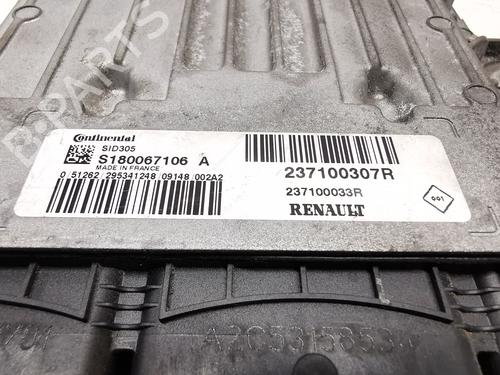 B-PARTS
Continental
SID305
S180067106 A
MADE IN FRANCE
0 51262 295341248 09148 002A2
237100307R
237100033R
RENAULT
001